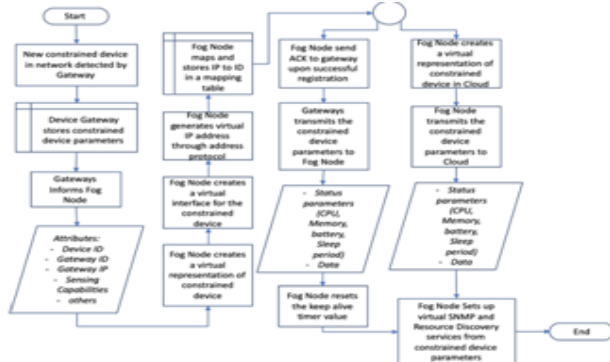 Start
New constrained device
in network detected by
Gateway
Device Gateway
stores constrained
device parameters
Gateways
Informs Fog
Node
Attributes:
- Device ID
- Gateway ID
- Gateway IP
- Sensing
Capabilities
- others
Fog Node
maps and
stores IP to ID
in a mapping
table
Fog Node
generates virtual
IP address
through address
protocol
Fog Node creates
a virtual
interface for the
constrained
device
Fog Node creates
a virtual
representation of
constrained
device
Fog Node send
ACK to gateway
upon successful
registration
Gateways
transmits the
constrained
device
parameters to
Fog Node
- Status
parameters
(CPU,
Memory,
battery,
Sleep
period)
- Data
Fog Node resets
the keep alive
timer value
Fog Node creates
a virtual
representation of
constrained
device in Cloud
Fog Node
transmits the
constrained
device
parameters to
Cloud
- Status
parameters
(CPU,
Memory,
battery,
Sleep
period)
- Data
Fog Node Sets up
virtual SNMP and
Resource Discovery
services from
constrained device
parameters
End